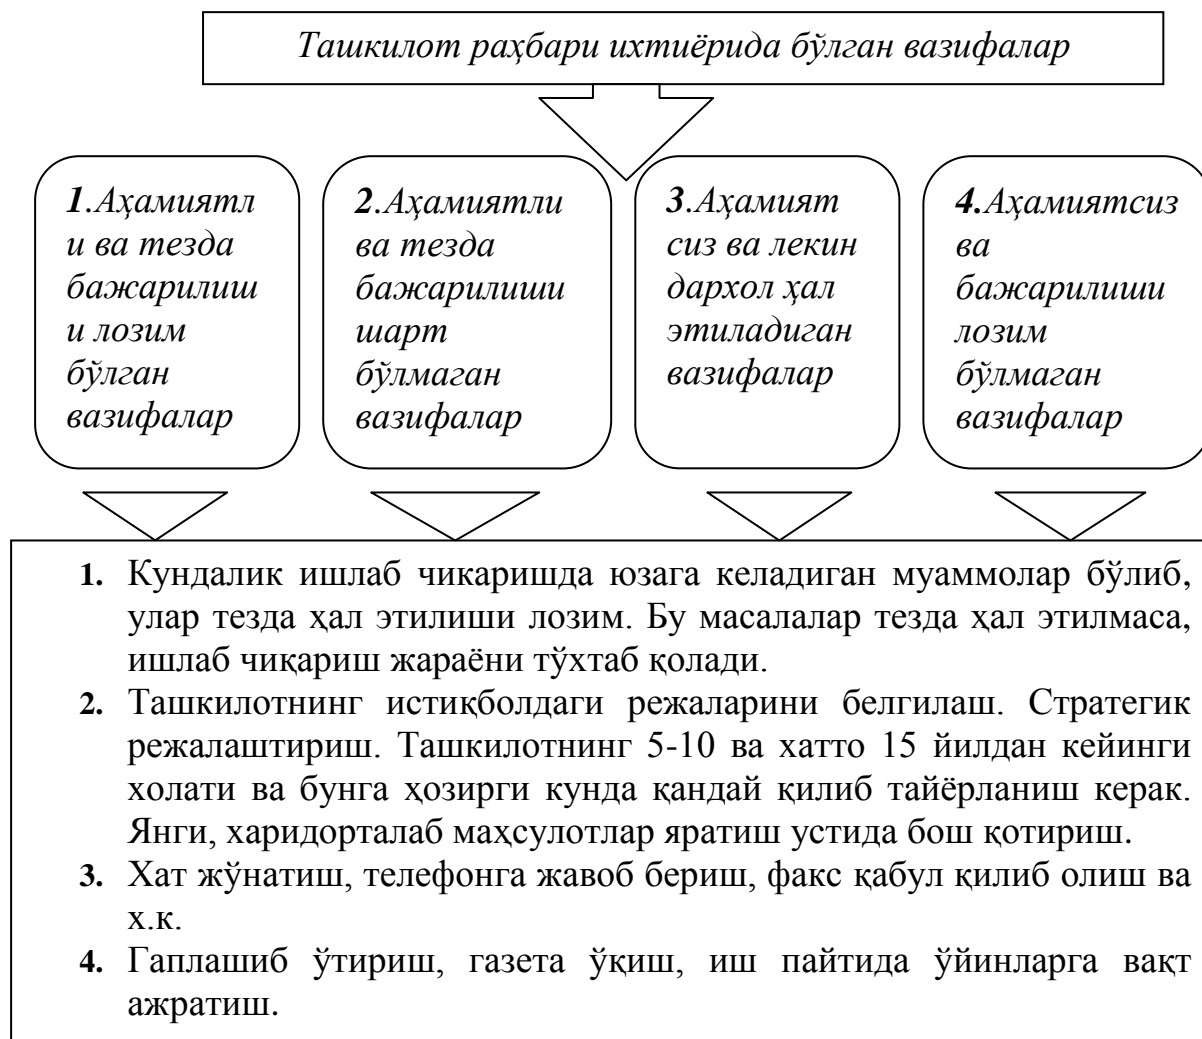 Ташкилот раҳбари ихтиёрида бўлган вазифалар
1.Аҳамиятл
и ва тезда
бажарилиш
и лозим
бўлган
вазифалар
2.Аҳамиятли
ва тезда
бажарилиши
шарт
бўлмаган
вазифалар
3.Аҳамият
сиз ва лекин
дархол ҳал
этиладиган
вазифалар
4.Аҳамиятсиз
ва
бажарилиши
лозим
бўлмаган
вазифалар
1. Кундалик ишлаб чикаришда юзага келадиган муаммолар бўлиб,
улар тезда ҳал этилиши лозим. Бу масалалар тезда ҳал этилмаса,
ишлаб чиқариш жараёни тўхтаб қолади.
2. Ташкилотнинг истиқболдаги режаларини белгилаш. Стратегик
режалаштириш. Ташкилотнинг 5-10 ва хатто 15 йилдан кейинги
холати ва бунга ҳозирги кунда қандай қилиб тайёрланиш керак.
Янги, харидорталаб маҳсулотлар яратиш устида бош қотириш.
3. Хат жўнатиш, телефонга жавоб бериш, факс қабул қилиб олиш ва
х.к.
4. Гаплашиб ўтириш, газета ўқиш, иш пайтида ўйинларга вақт
ажратиш.